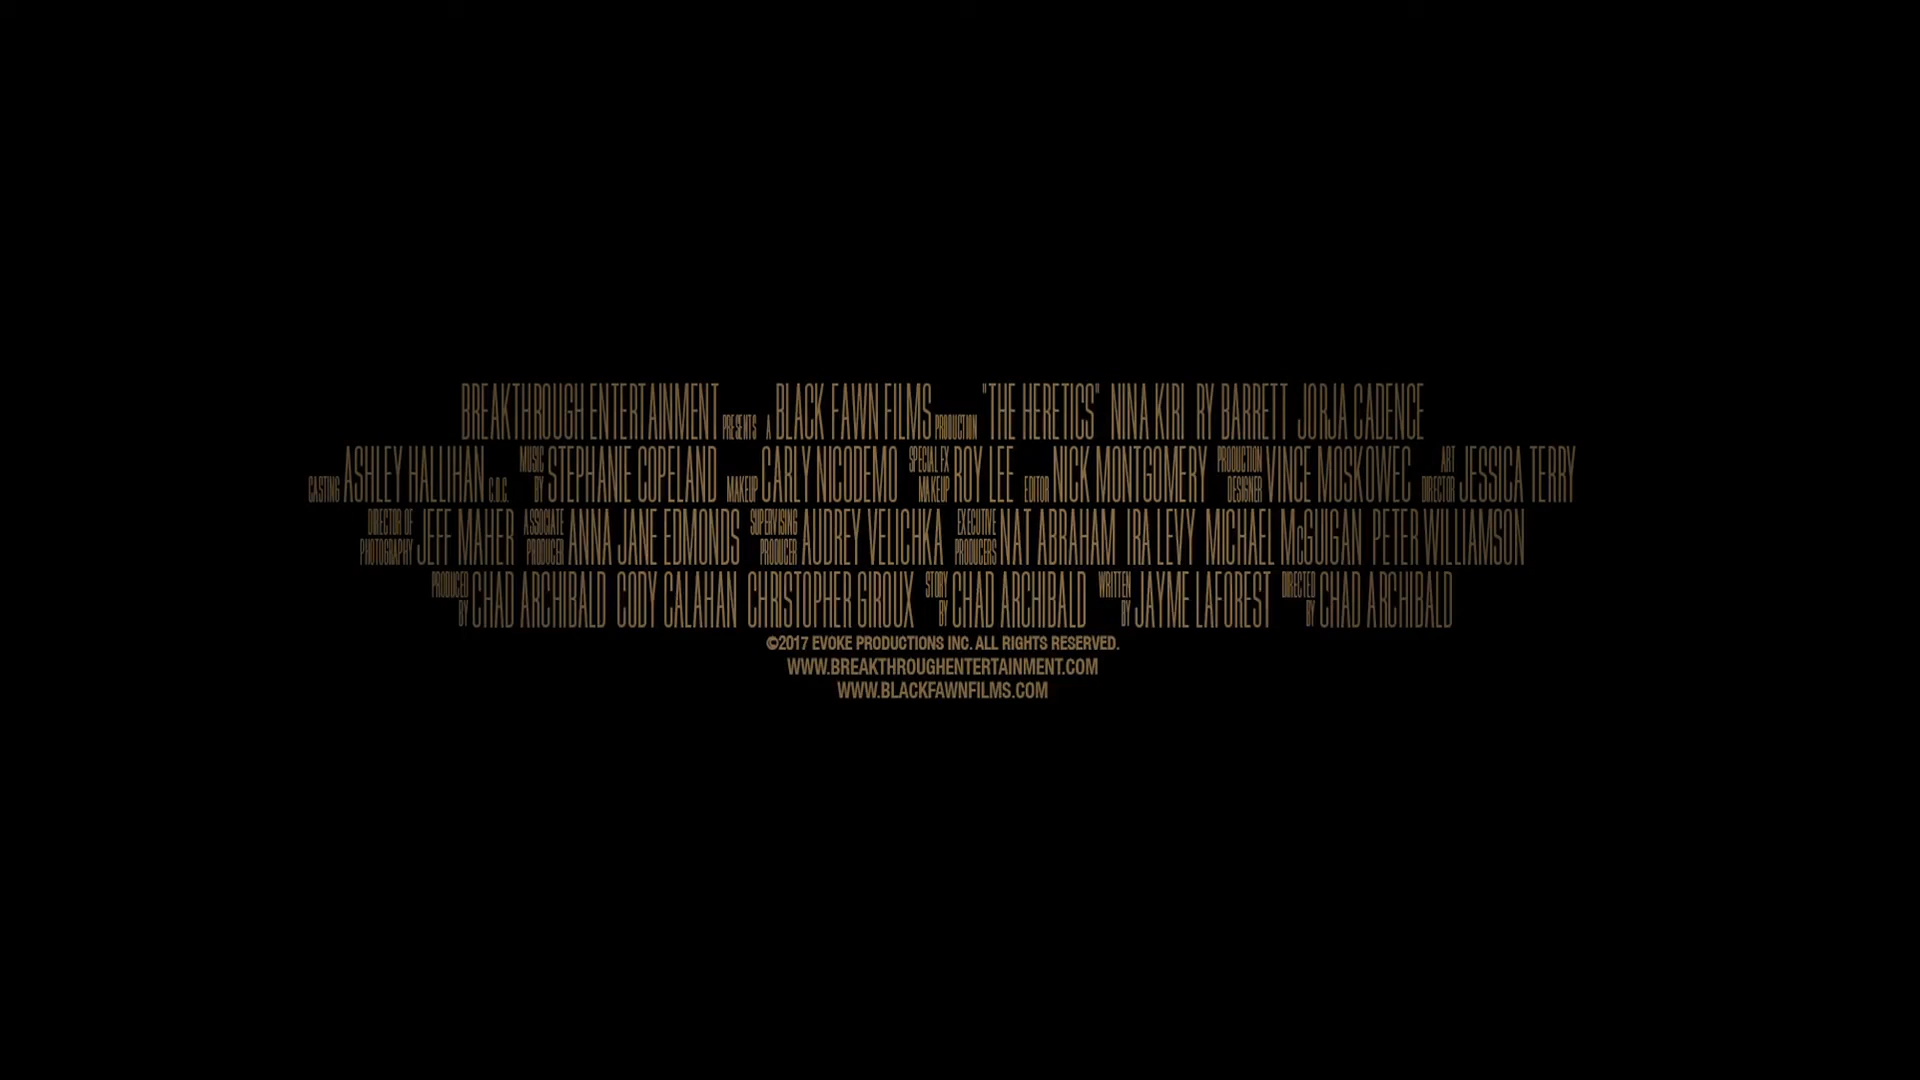 BREAKTHROUGH ENTERTAINMENT PRESENTS A BLACK FAWN FILMS PRODUCTION "THE HERETICS" NINA KIRI RY BARRETT JORJA CADENCE
CASTING ASHLEY HALLIHAN C.D.C. MUSIC BY STEPHANIE COPELAND MAKEUP CARLY NICODEMO SPECIAL FX MAKEUP ROY LEE EDITOR NICK MONTGOMERY PRODUCTION DESIGNER VINCE MOSKOWEC ART DIRECTOR JESSICA TERRY
DIRECTOR OF PHOTOGRAPHY JEFF MAHER ASSOCIATE PRODUCER ANNA JANE EDMONDS SUPERVISING PRODUCER AUDREY VELICHKA EXECUTIVE PRODUCERS NAT ABRAHAM IRA LEVY MICHAEL McGUIGAN PETER WILLIAMSON
PRODUCED BY CHAD ARCHIBALD CODY CALAHAN CHRISTOPHER GIROUX STORY BY CHAD ARCHIBALD WRITTEN BY JAYME LAFOREST DIRECTED BY CHAD ARCHIBALD
©2017 EVOKE PRODUCTIONS INC. ALL RIGHTS RESERVED.
WWW.BREAKTHROUGHENTERTAINMENT.COM
WWW.BLACKFAWNFILMS.COM